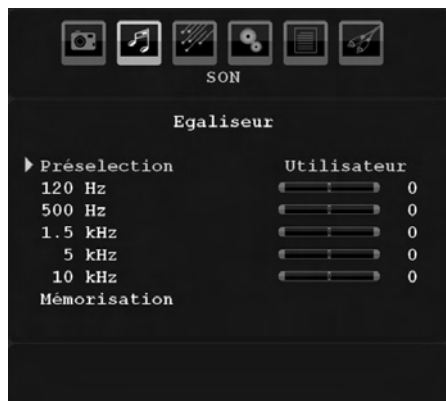 SON
Egaliseur
Préselection Utilisateur
120 Hz 0
500 Hz 0
1.5 kHz 0
5 kHz 0
10 kHz 0
Mémorisation